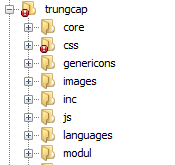 trungcap
core
css
genericons
images
inc
js
languages
modul